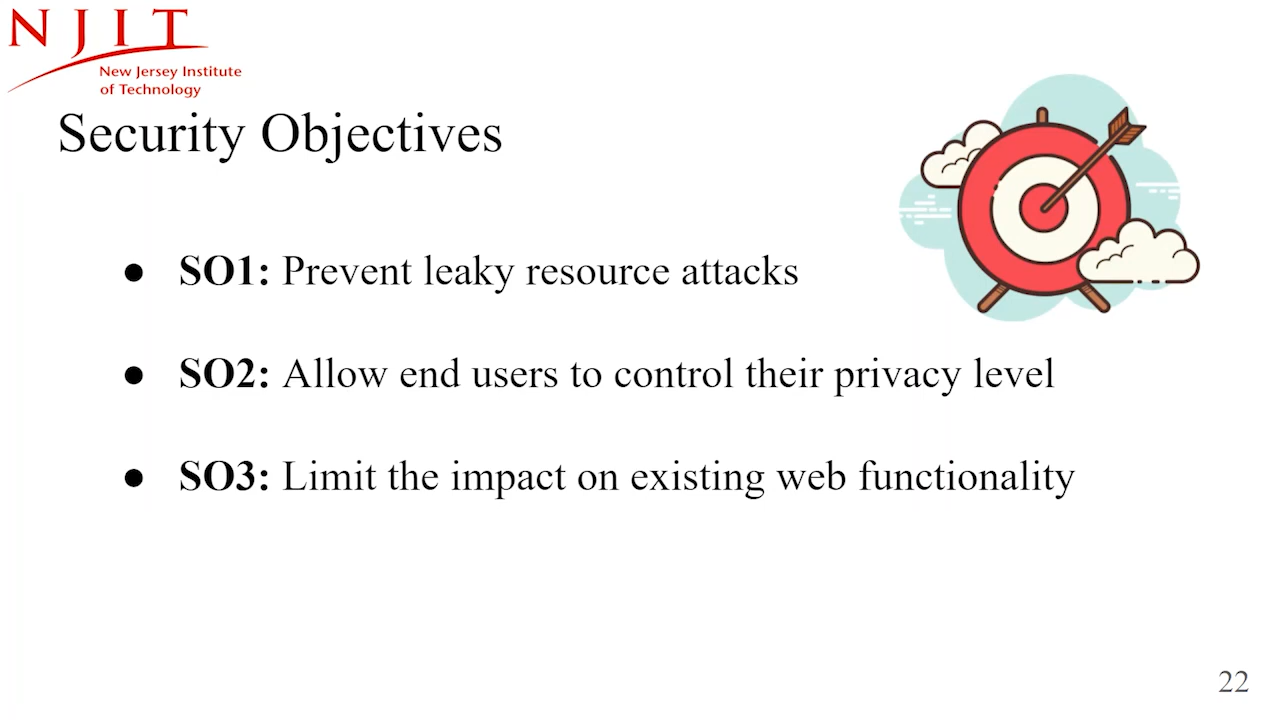 NJIT
New Jersey Institute
of Technology
Security Objectives
● SO1: Prevent leaky resource attacks
● SO2: Allow end users to control their privacy level
● SO3: Limit the impact on existing web functionality
22